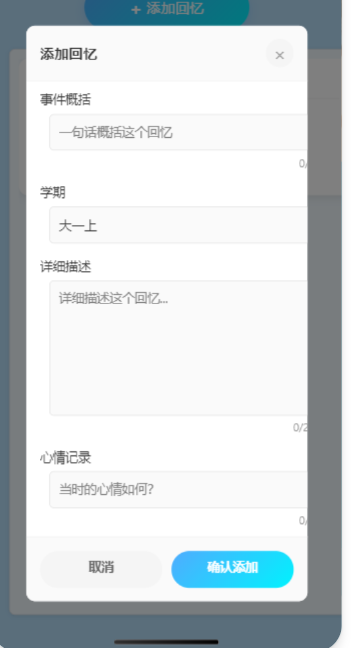 + 添加回忆
添加回忆
×
事件概括
一句话概括这个回忆
0/
学期
大一上
详细描述
详细描述这个回忆...
0/2
心情记录
当时的心情如何?
0/
取消
确认添加